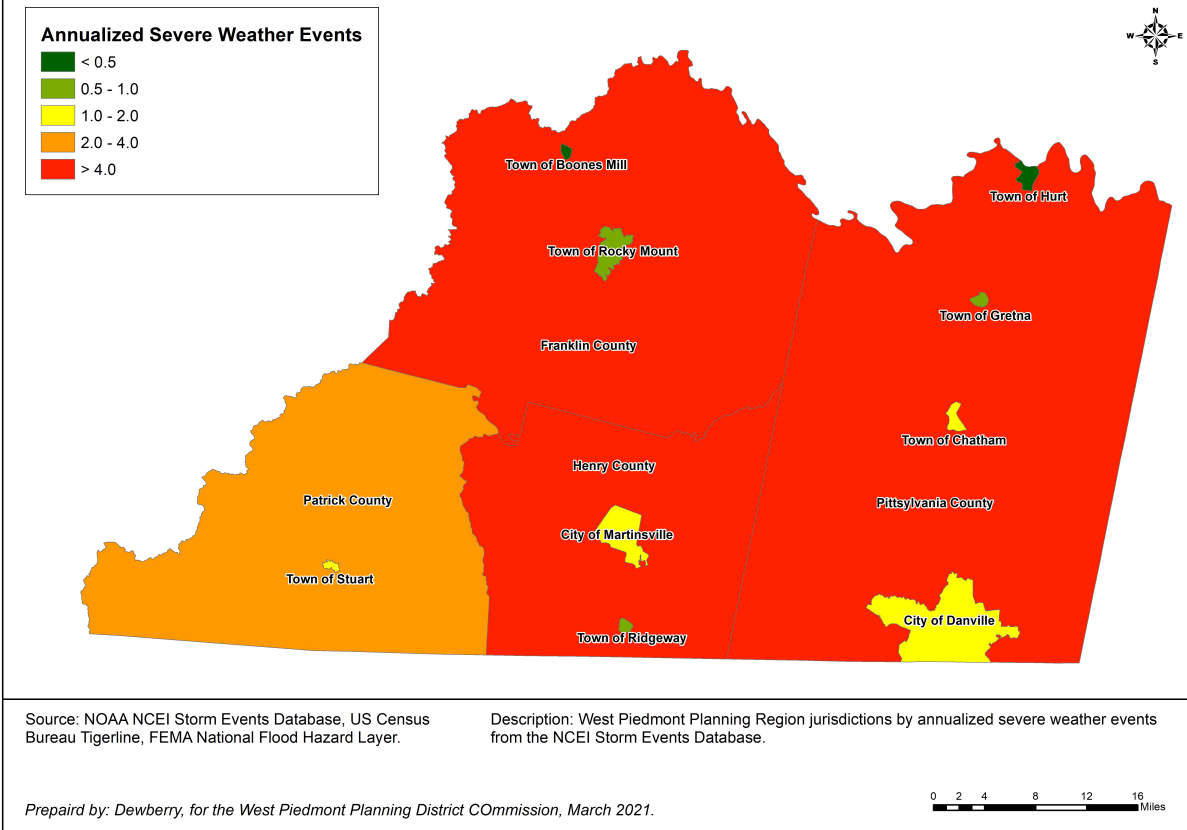 Annualized Severe Weather Events
< 0.5
0.5 - 1.0
1.0 - 2.0
2.0 - 4.0
> 4.0
N
W E
S
Town of Boones Mill
Town of Hurt
Town of Rocky Mount
Town of Gretna
Franklin County
Town of Chatham
Henry County
Patrick County
Pittsylvania County
City of Martinsville
Town of Stuart
City of Danville
Town of Ridgeway
Source: NOAA NCEI Storm Events Database, US Census
Bureau Tigerline, FEMA National Flood Hazard Layer.
Description: West Piedmont Planning Region jurisdictions by annualized severe weather events
from the NCEI Storm Events Database.
Prepaird by: Dewberry, for the West Piedmont Planning District COmmission, March 2021.
0 2 4 8 12 16
Miles